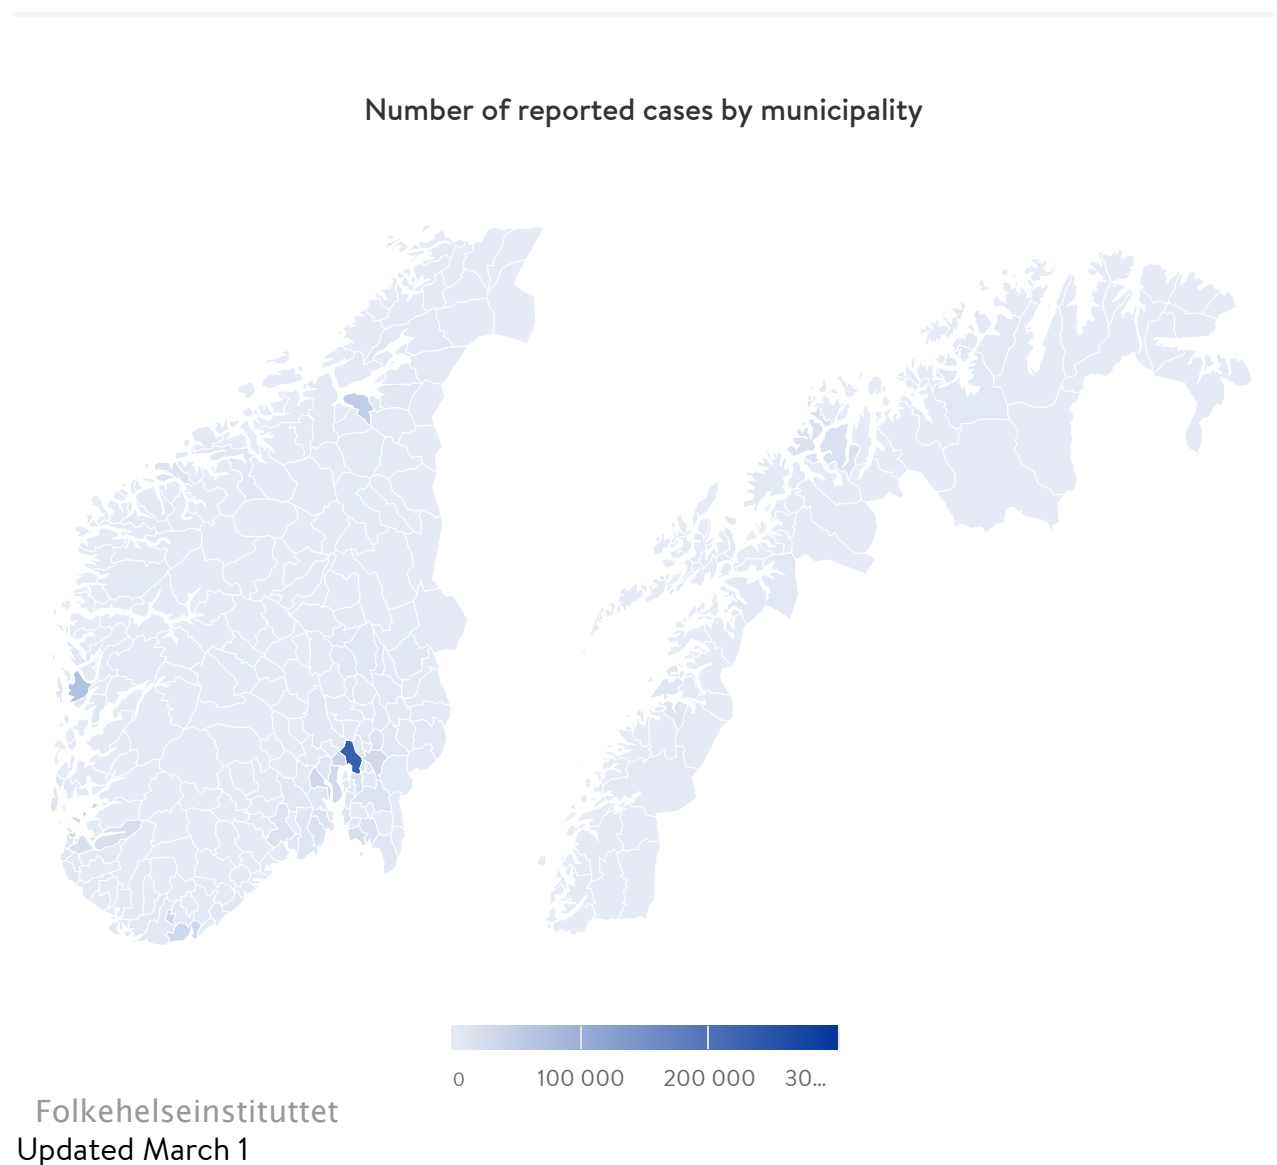 Number of reported cases by municipality
0
100 000
200 000
30…
Folkehelseinstituttet
Updated March 1